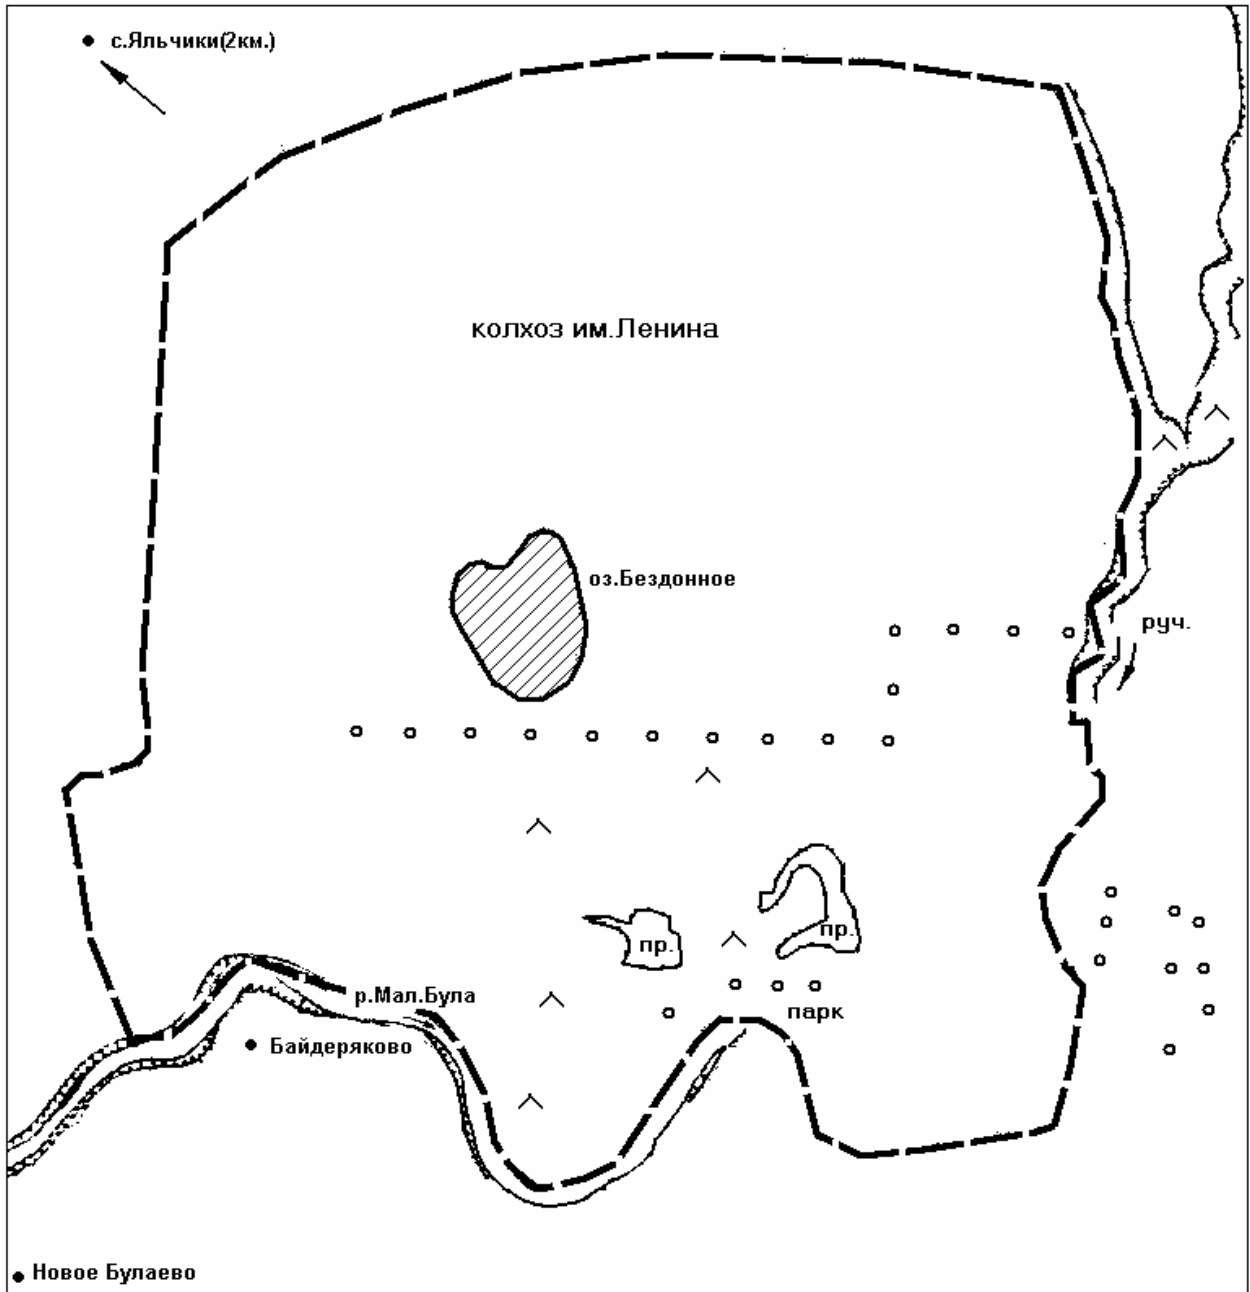 с.Яльчики(2км.)
колхоз им.Ленина
оз.Бездонное
руч.
пр.
пр.
р.Мал.Була
парк
Байдеряково
Новое Булаево